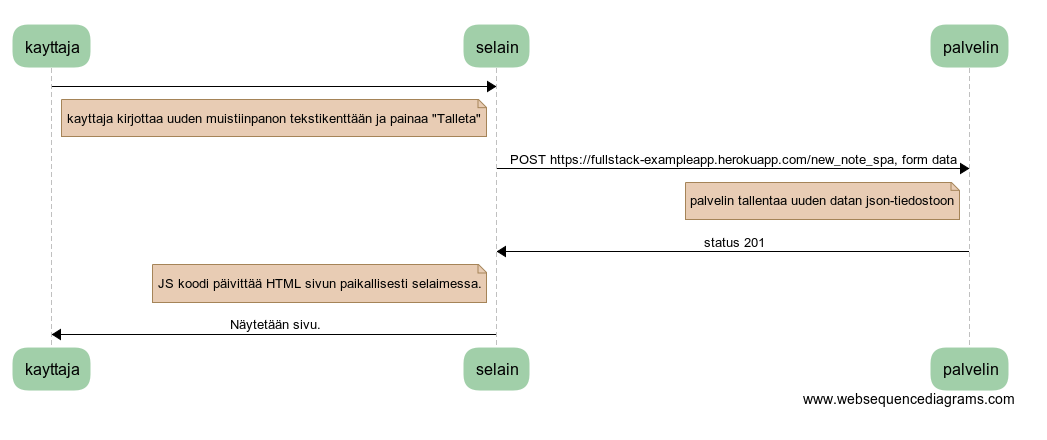 kayttaja
selain
palvelin
kayttaja kirjottaa uuden muistiinpanon tekstikenttään ja painaa "Talleta"
POST https://fullstack-exampleapp.herokuapp.com/new_note_spa, form data
palvelin tallentaa uuden datan json-tiedostoon
status 201
JS koodi päivittää HTML sivun paikallisesti selaimessa.
Näytetään sivu.
kayttaja
selain
palvelin
www.websequencediagrams.com